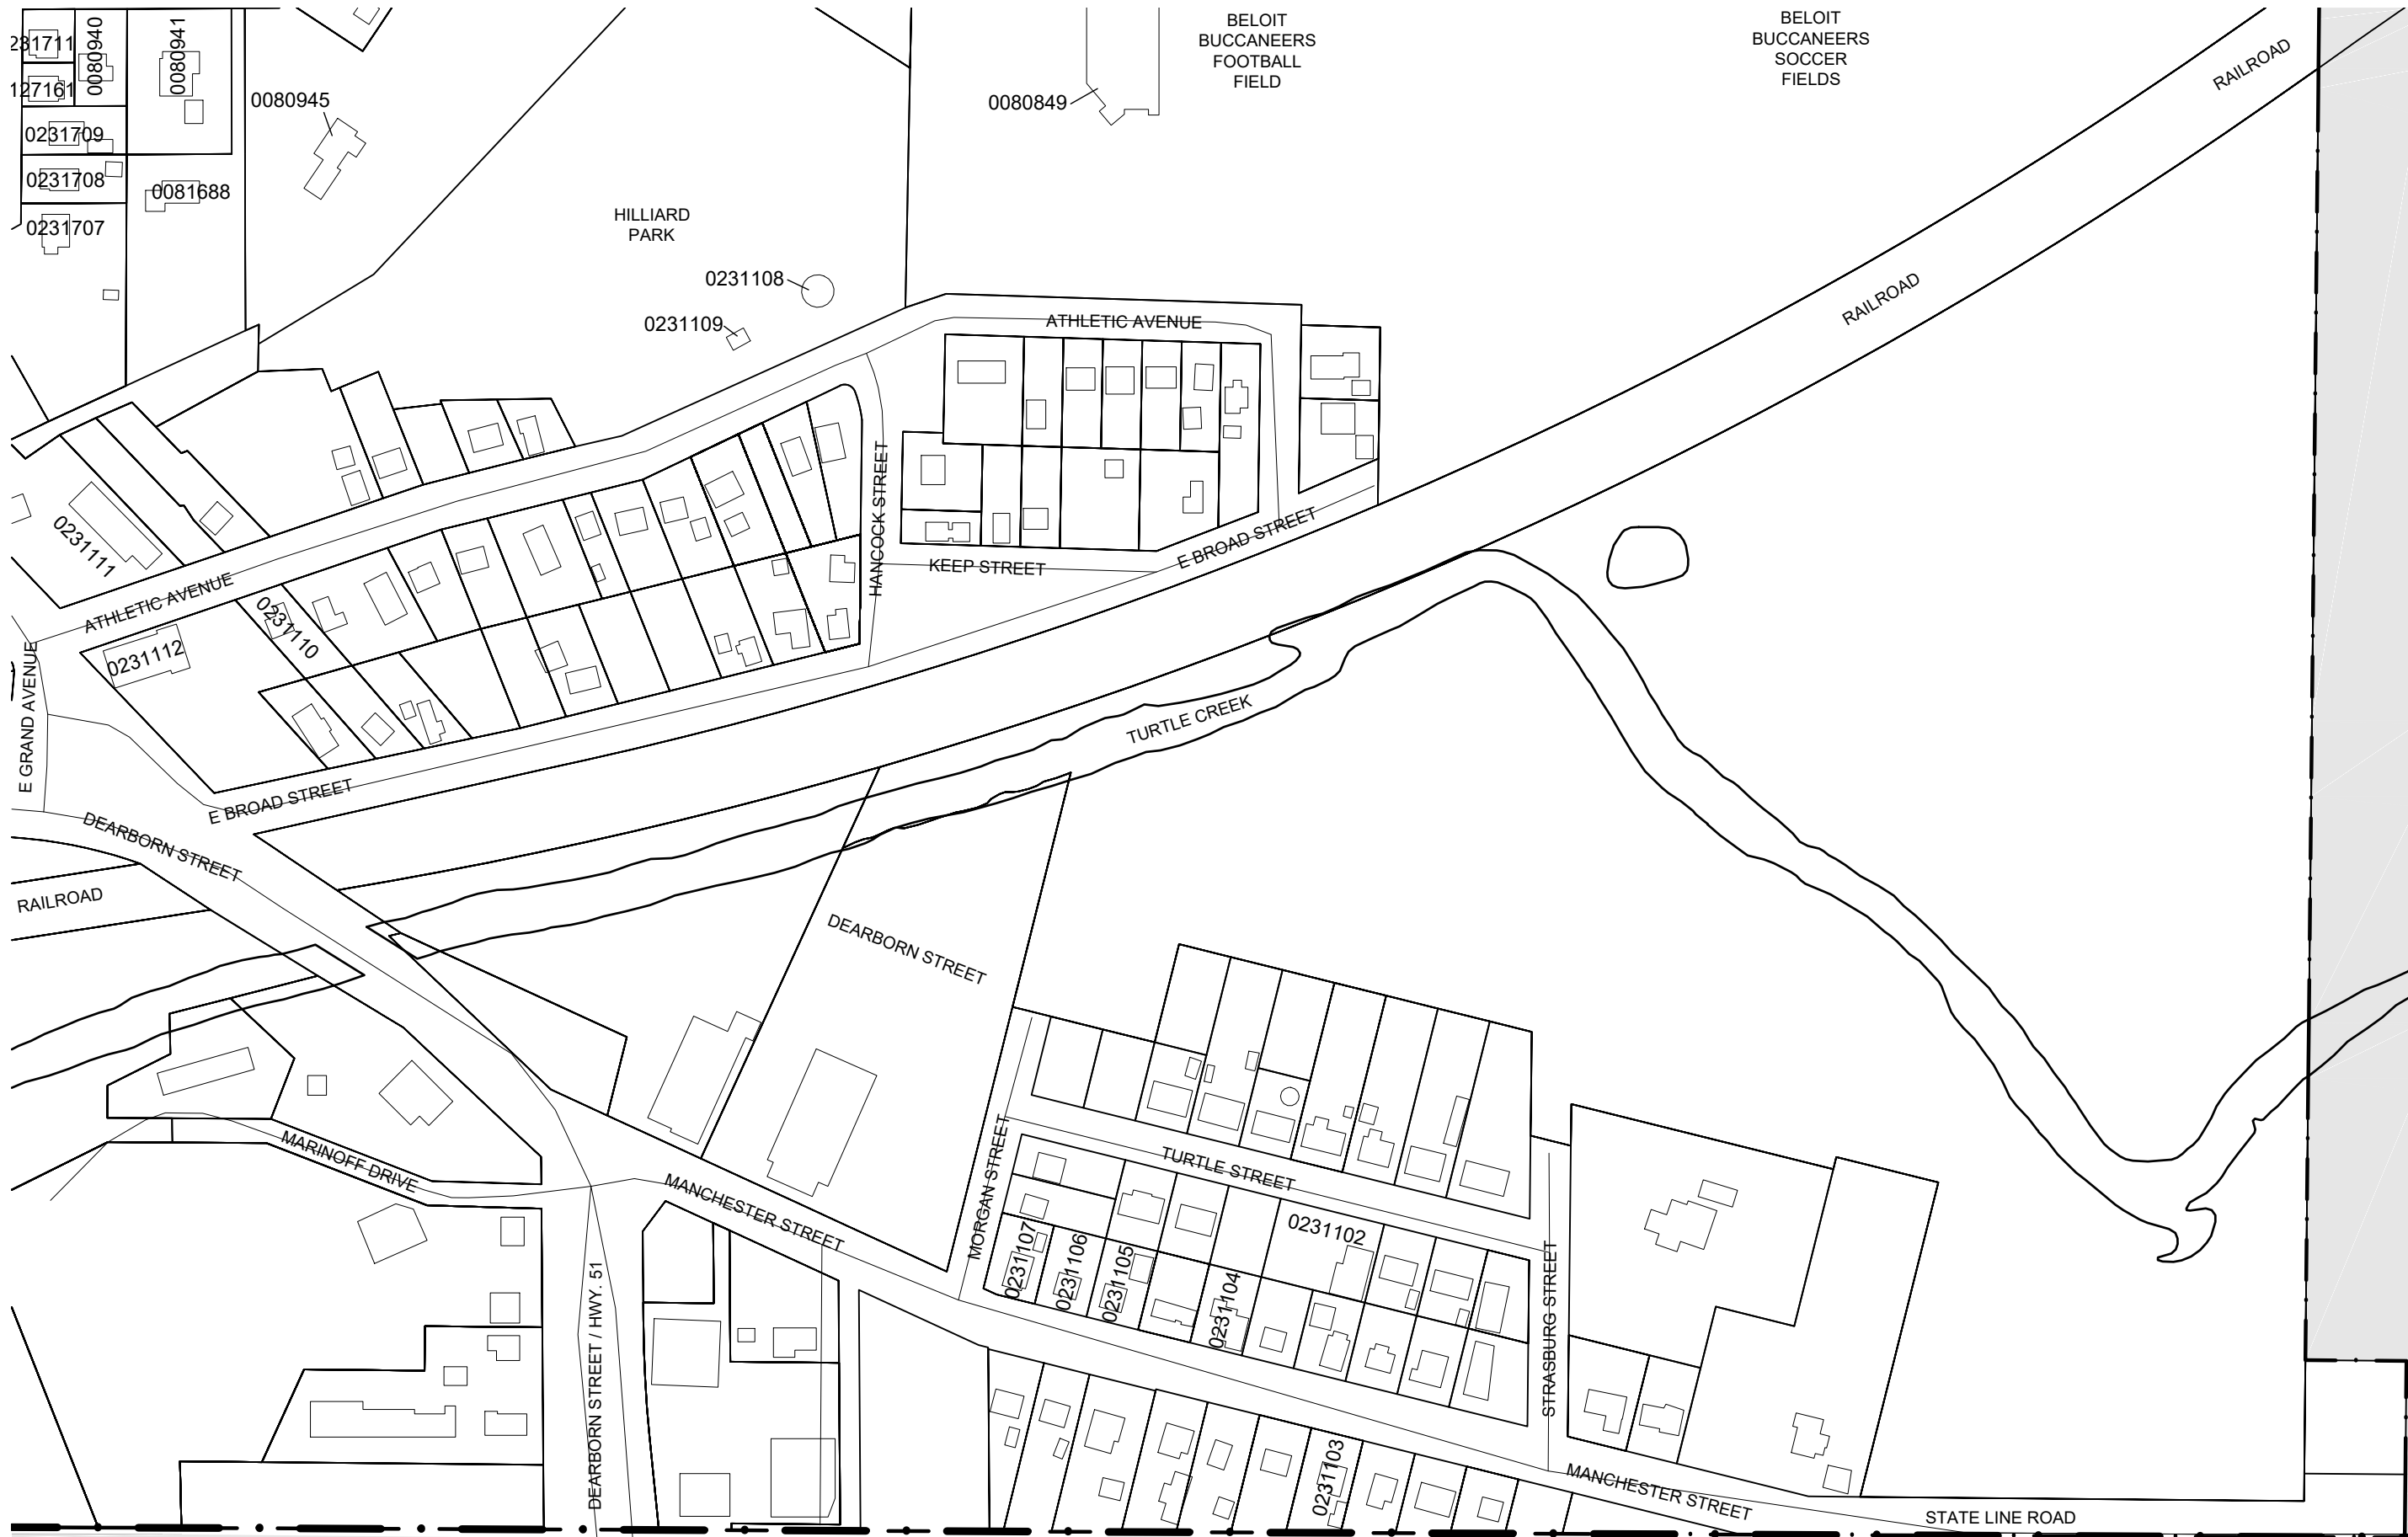 BELOIT
BUCCANEERS
FOOTBALL
FIELD
BELOIT
BUCCANEERS
SOCCER
FIELDS
RAILROAD
0080940
0080941
127161
0080945
0080849
0231709
0231708
0081688
0231707
HILLIARD
PARK
0231108
0231109
RAILROAD
ATHLETIC AVENUE
HANCOCK STREET
0231111
KEEP STREET
E BROAD STREET
ATHLETIC AVENUE
0231110
0231112
E GRAND AVENUE
TURTLE CREEK
E BROAD STREET
DEARBORN STREET
RAILROAD
DEARBORN STREET
MARINOFF DRIVE
MANCHESTER STREET
MORGAN STREET
TURTLE STREET
0231102
0231107
0231106
0231105
0231104
STRASBURG STREET
DEARBORN STREET / HWY. 51
0231103
MANCHESTER STREET
STATE LINE ROAD